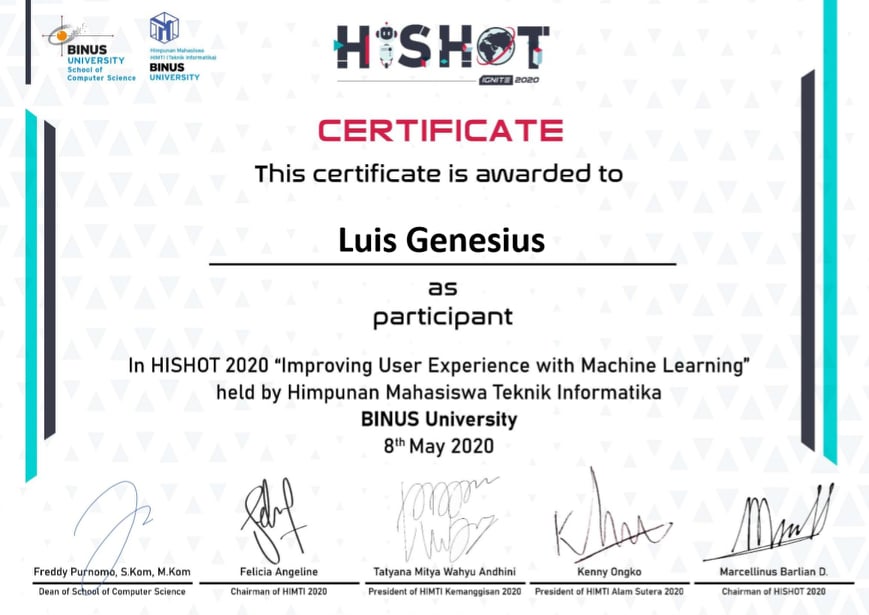 BINUS
UNIVERSITY
School of
Computer Science
Himpunan Mahasiswa
HIMTI (Teknik Informatika)
BINUS
UNIVERSITY
HISHOT
IGNITE 2020
CERTIFICATE
This certificate is awarded to
Luis Genesius
as
participant
In HISHOT 2020 “Improving User Experience with Machine Learning”
held by Himpunan Mahasiswa Teknik Informatika
BINUS University
8th May 2020
Freddy Purnomo, S.Kom, M.Kom
Dean of School of Computer Science
Felicia Angeline
Chairman of HIMTI 2020
Tatyana Mitya Wahyu Andhini
President of HIMTI Kemanggisan 2020
Kenny Ongko
President of HIMTI Alam Sutera 2020
Marcellinus Barlian D.
Chairman of HISHOT 2020